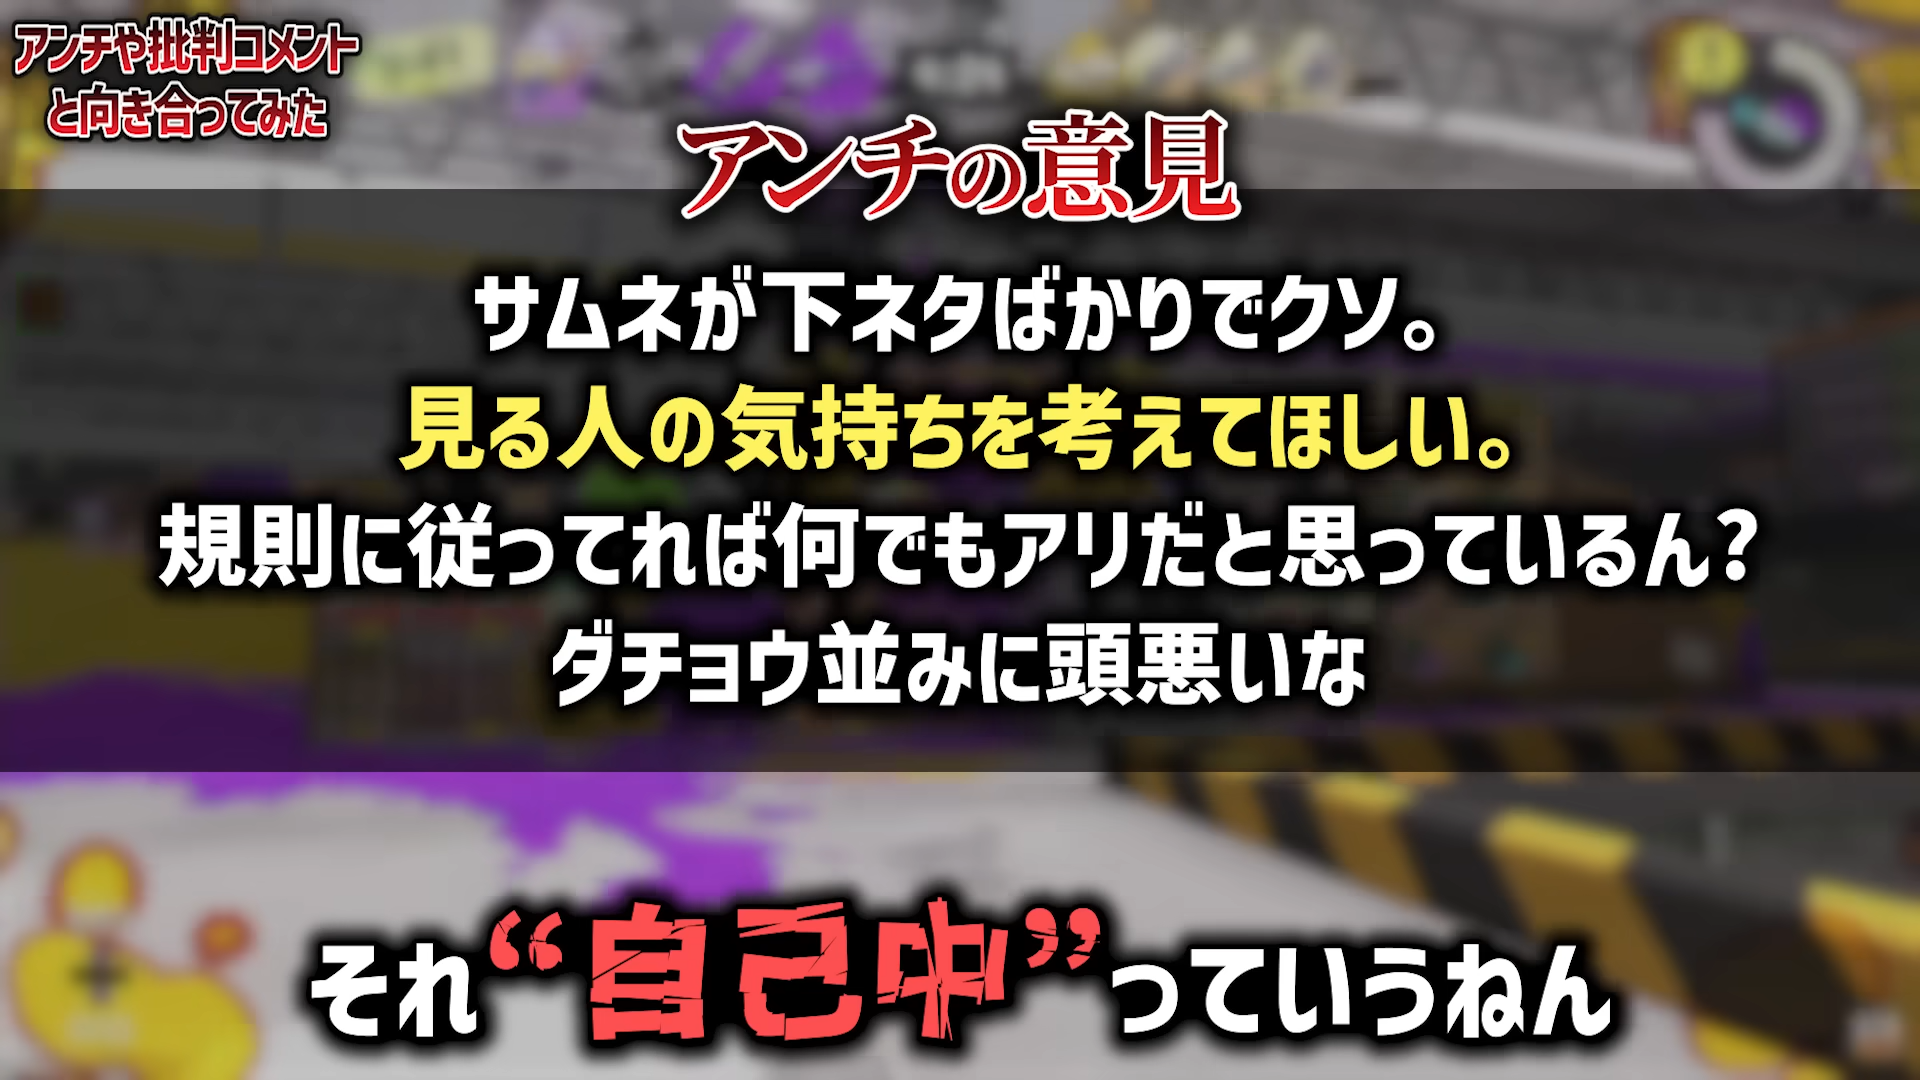 アンチや批判コメント
と向き合ってみた
アンチの意見
サムネが下ネタばかりでクソ。
見る人の気持ちを考えてほしい。
規則に従ってれば何でもアリだと思っているん?
ダチョウ並みに頭悪いな
それ“自己中”っていうねん